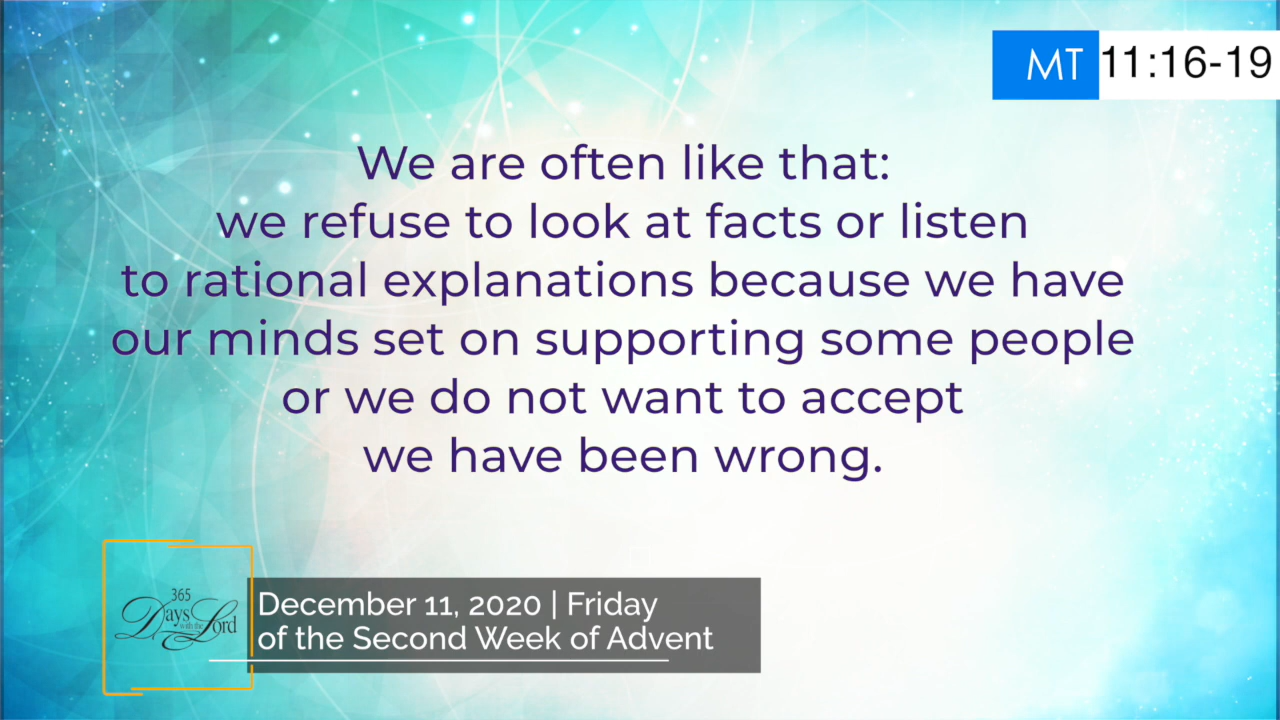 MT 11:16-19
We are often like that:
we refuse to look at facts or listen
to rational explanations because we have
our minds set on supporting some people
or we do not want to accept
we have been wrong.
365
Days with the Lord
December 11, 2020 | Friday
of the Second Week of Advent